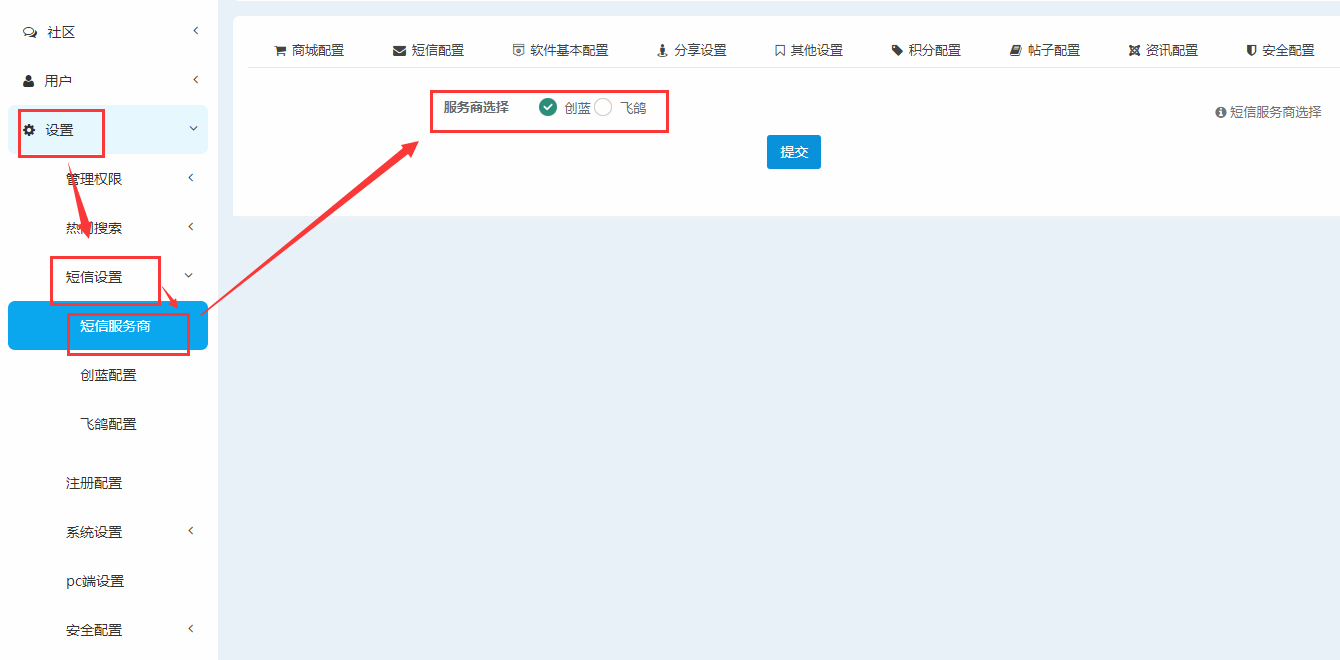 社区
用户
设置
管理权限
热门搜索
短信设置
短信服务商
创蓝配置
飞鸽配置
注册配置
系统设置
pc端设置
安全配置
商城配置 短信配置 软件基本配置 分享设置 其他设置 积分配置 帖子配置 资讯配置 安全配置
服务商选择 创蓝 飞鸽
短信服务商选择
提交